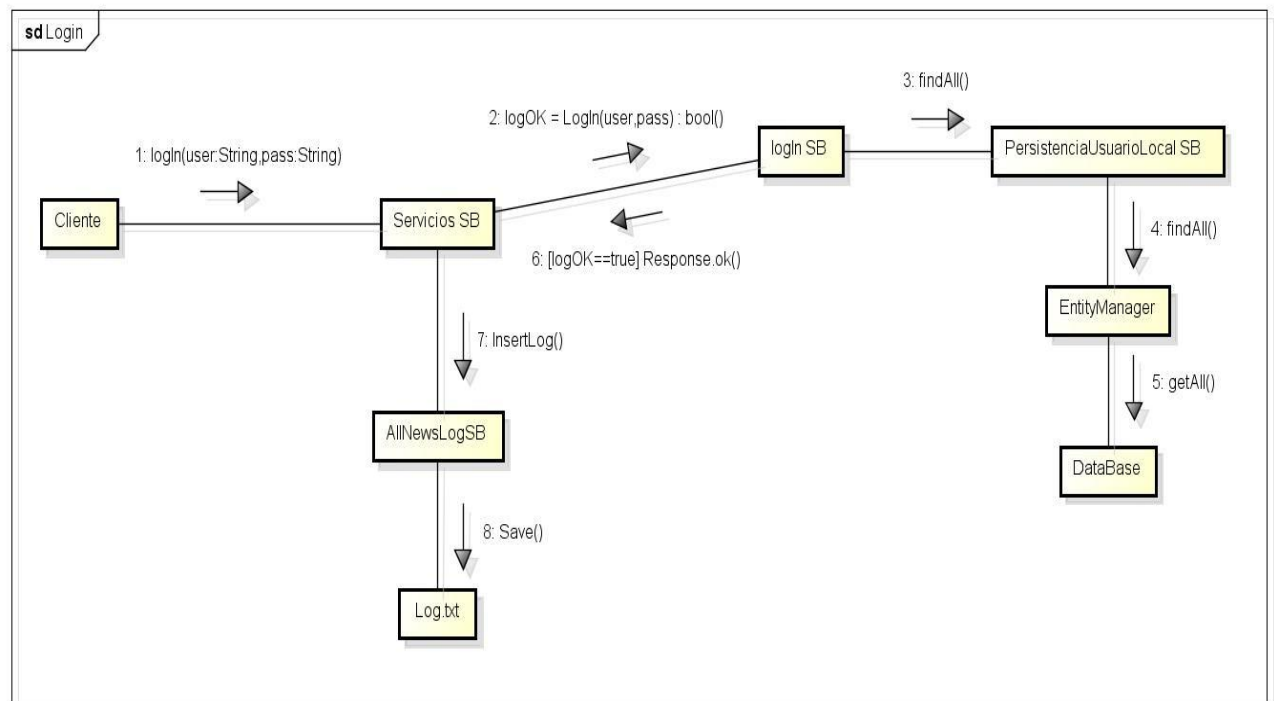 sd Login
3: findAll()
2: logOK = LogIn(user,pass) : bool()
1: logIn(user:String,pass:String)
logIn SB
PersistenciaUsuarioLocal SB
Cliente
Servicios SB
4: findAll()
6: [logOK==true] Response.ok()
EntityManager
7: InsertLog()
5: getAll()
AllNewsLogSB
DataBase
8: Save()
Log.txt